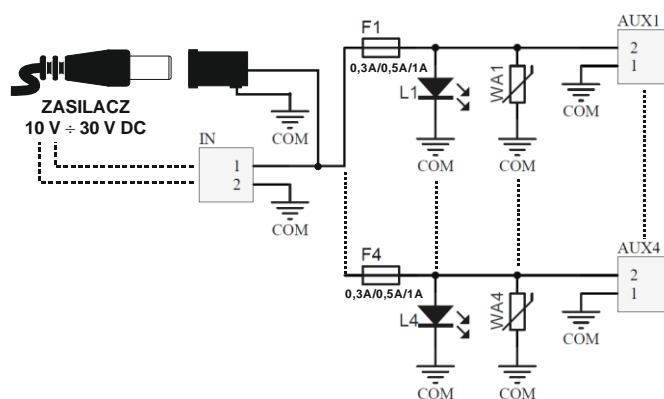 AUX1
F1
2
1
0,3A/0,5A/1A
L1
WA1
COM
COM
COM
COM
ZASILACZ
10 V ÷ 30 V DC
IN
1
2
COM
AUX4
F4
2
1
0,3A/0,5A/1A
L4
WA4
COM
COM
COM